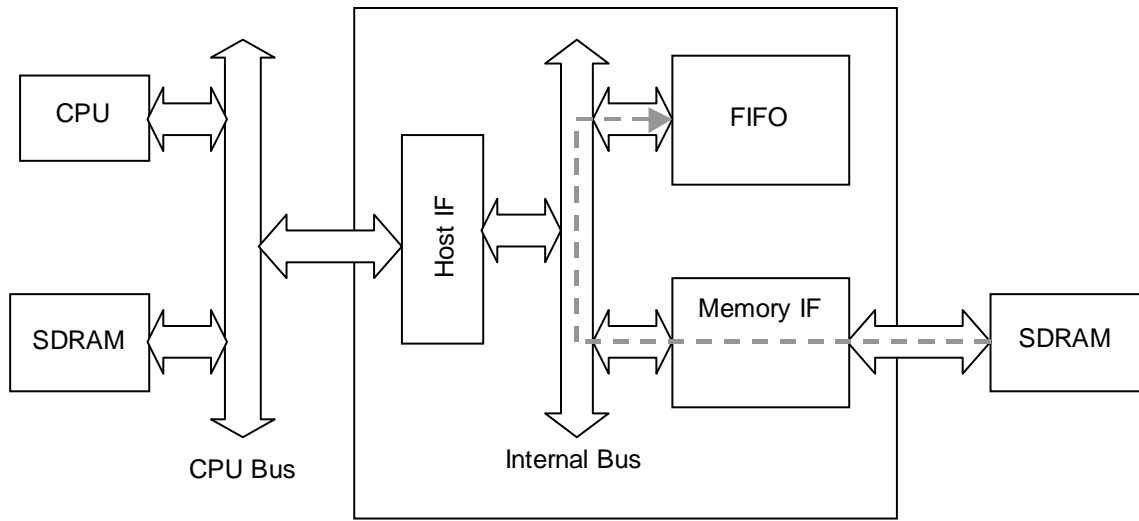 CPU
FIFO
Host IF
SDRAM
Memory IF
SDRAM
CPU Bus
Internal Bus